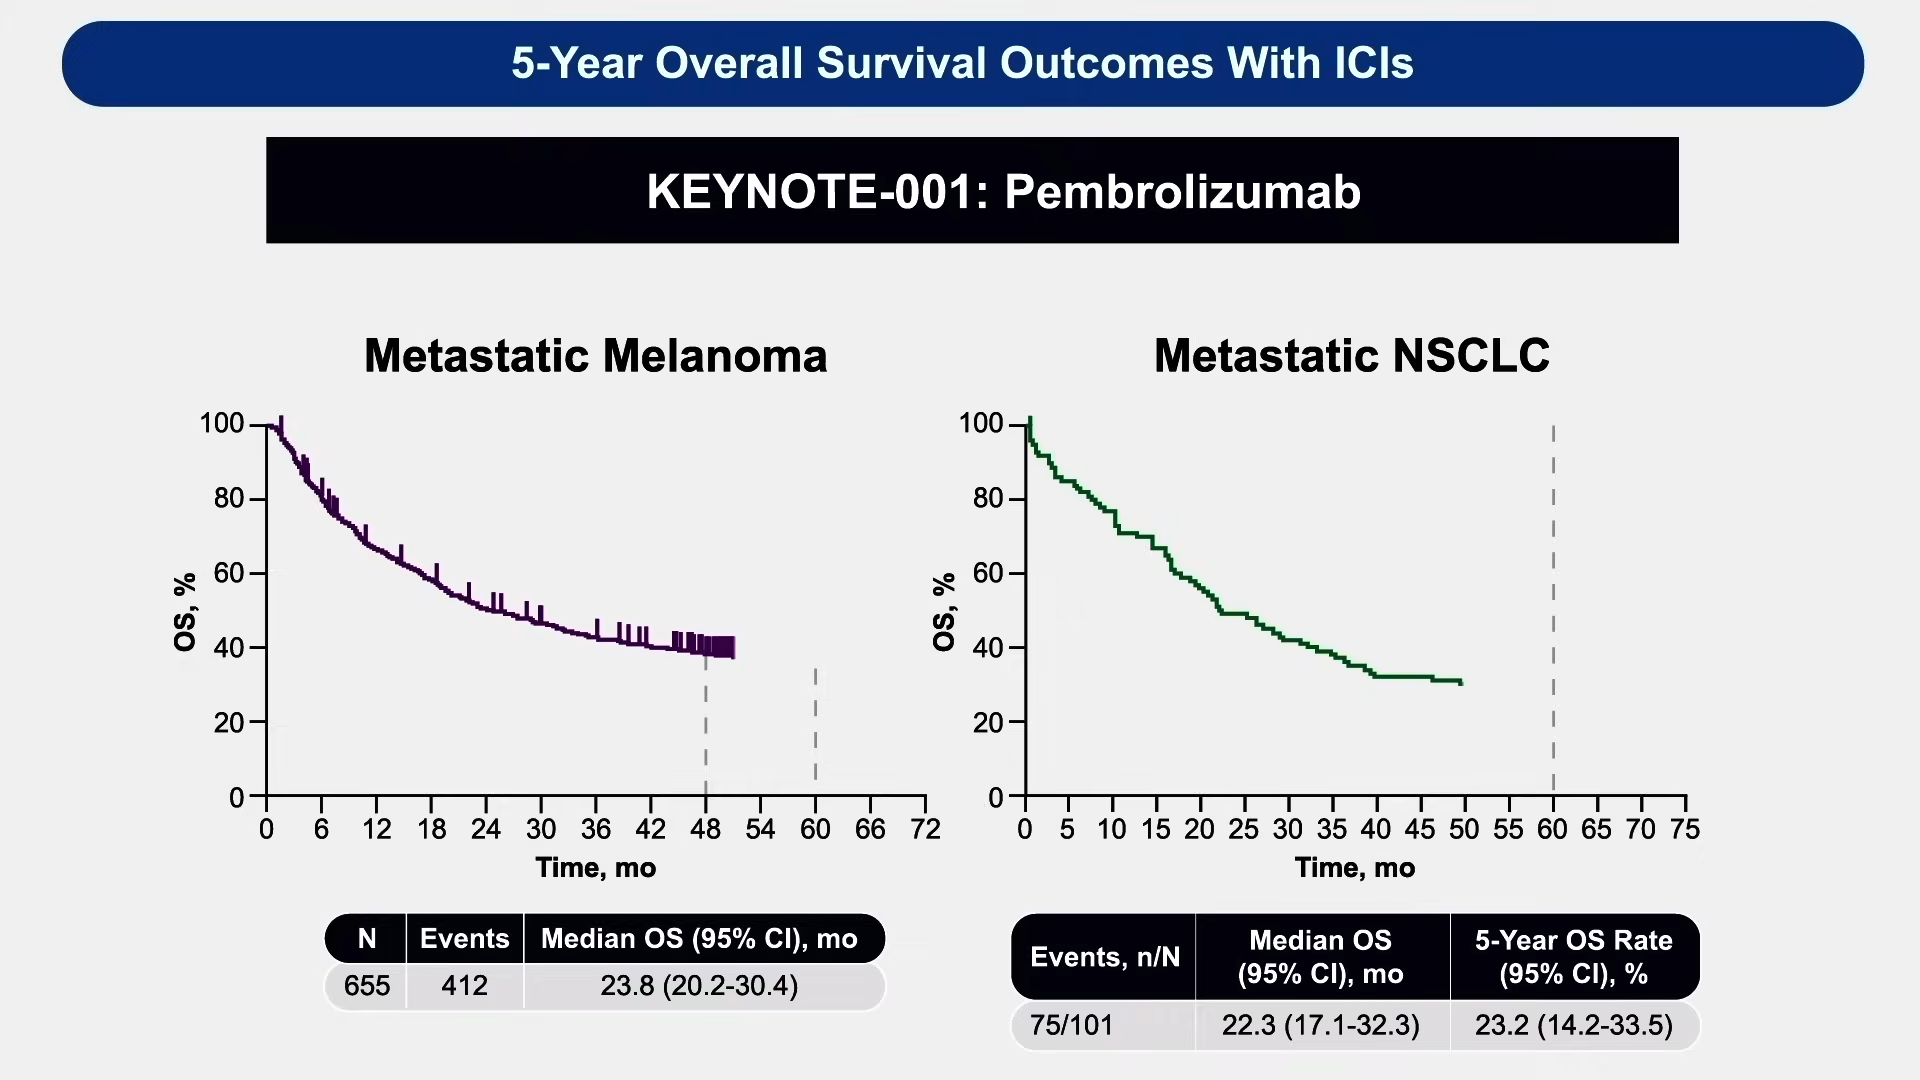 5-Year Overall Survival Outcomes With ICIs
KEYNOTE-001: Pembrolizumab
Metastatic Melanoma
OS, %
100
80
60
40
20
0
0 6 12 18 24 30 36 42 48 54 60 66 72
Time, mo
N Events Median OS (95% CI), mo
655 412 23.8 (20.2-30.4)
Metastatic NSCLC
OS, %
100
80
60
40
20
0
0 5 10 15 20 25 30 35 40 45 50 55 60 65 70 75
Time, mo
Events, n/N Median OS (95% CI), mo 5-Year OS Rate (95% CI), %
75/101 22.3 (17.1-32.3) 23.2 (14.2-33.5)